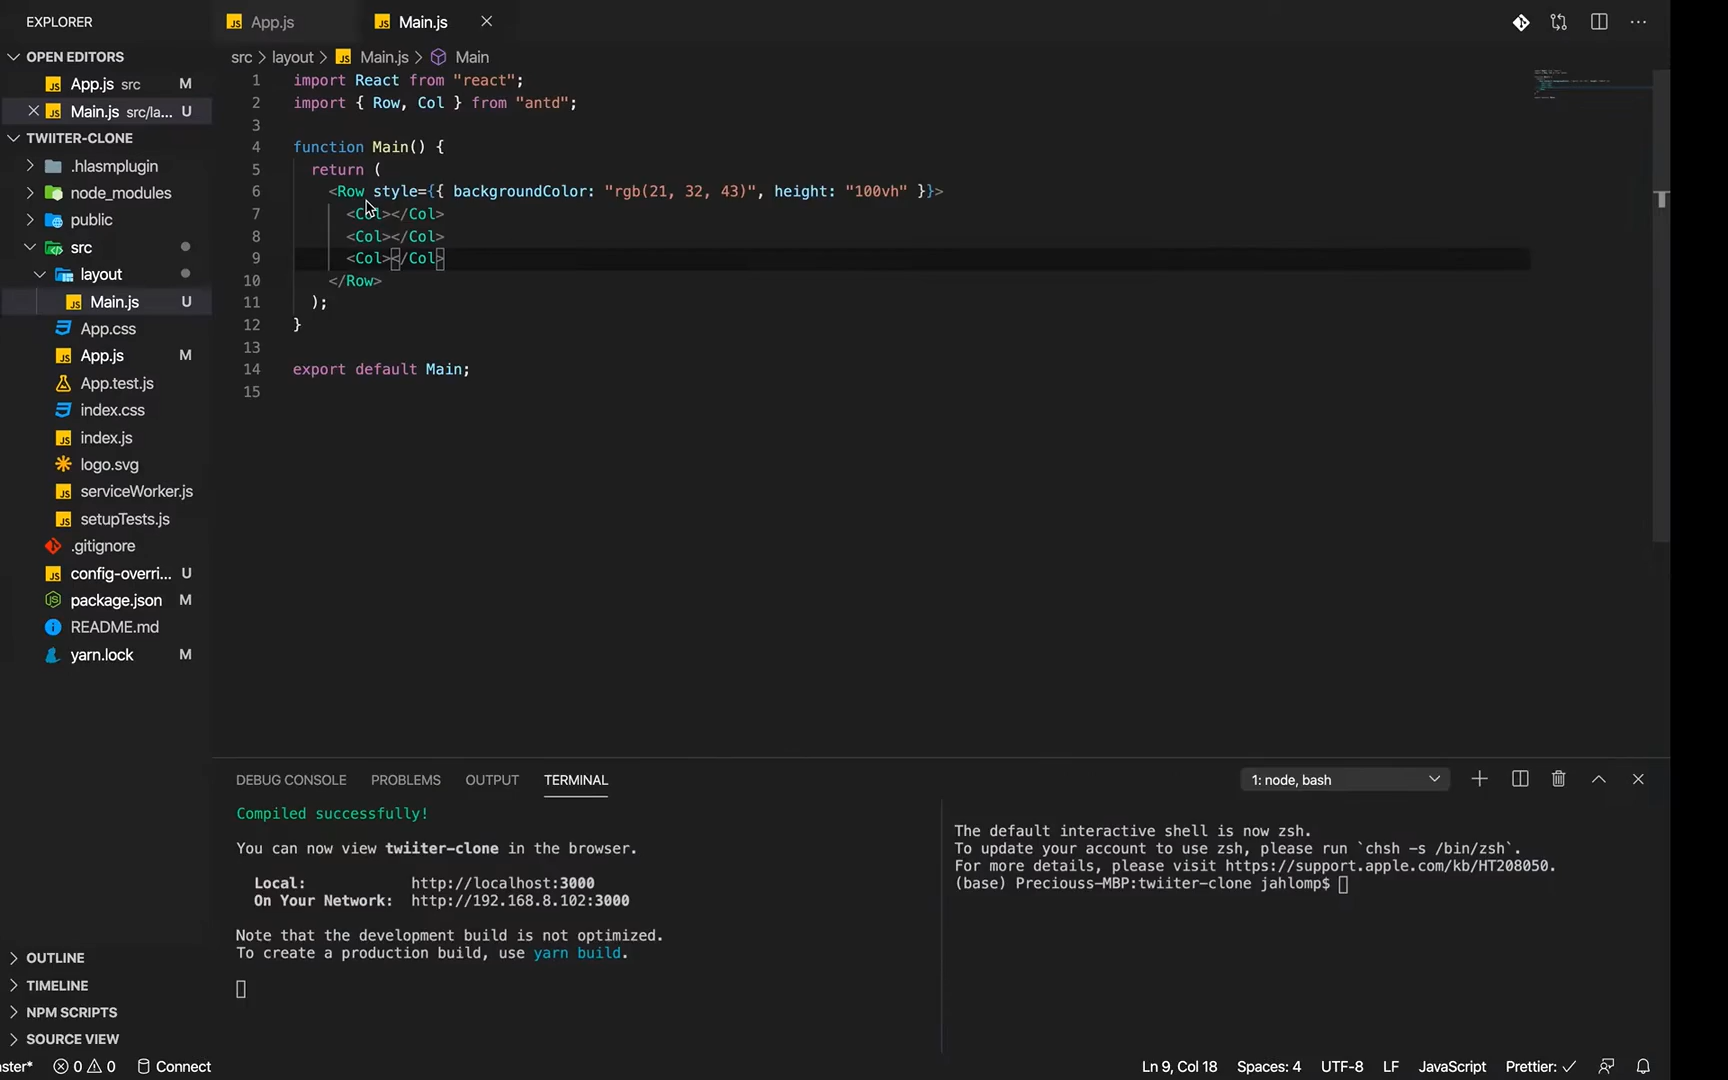 EXPLORER
OPEN EDITORS
App.js src M
Main.js src/la... U
TWIITER-CLONE
.hlasmplugin
node_modules
public
src
layout
Main.js U
App.css
App.js M
App.test.js
index.css
index.js
logo.svg
serviceWorker.js
setupTests.js
.gitignore
config-overri... U
package.json M
README.md
yarn.lock M
OUTLINE
TIMELINE
NPM SCRIPTS
SOURCE VIEW
App.js
Main.js
src > layout > Main.js > Main
1 import React from "react";
2 import { Row, Col } from "antd";
3
4 function Main() {
5 return (
6 <Row style={{ backgroundColor: "rgb(21, 32, 43)", height: "100vh" }}>
7 <Col></Col>
8 <Col></Col>
9 <Col></Col>
10 </Row>
11 );
12 }
13
14 export default Main;
15
DEBUG CONSOLE PROBLEMS OUTPUT TERMINAL
1: node, bash
Compiled successfully!
You can now view twiiter-clone in the browser.
Local: http://localhost:3000
On Your Network: http://192.168.8.102:3000
Note that the development build is not optimized.
To create a production build, use yarn build.
The default interactive shell is now zsh.
To update your account to use zsh, please run `chsh -s /bin/zsh`.
For more details, please visit https://support.apple.com/kb/HT208050.
(base) Preciouss-MBP:twiiter-clone jahlomp$
ster* 0 0 Connect
Ln 9, Col 18 Spaces: 4 UTF-8 LF JavaScript Prettier: ✓